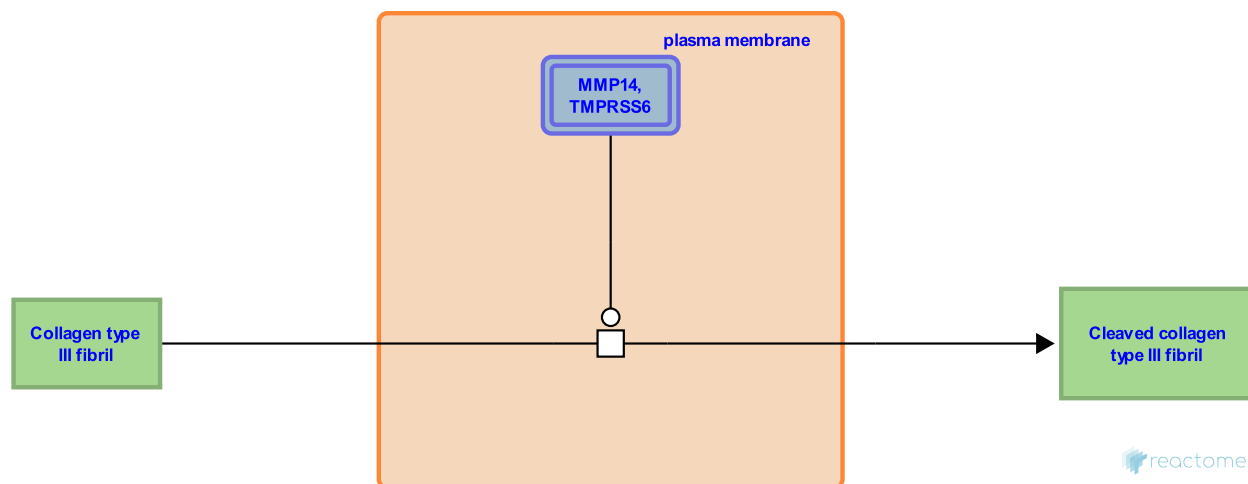 plasma membrane
MMP14,
TMPRSS6
Collagen type
III fibril
Cleaved collagen
type III fibril
reactome